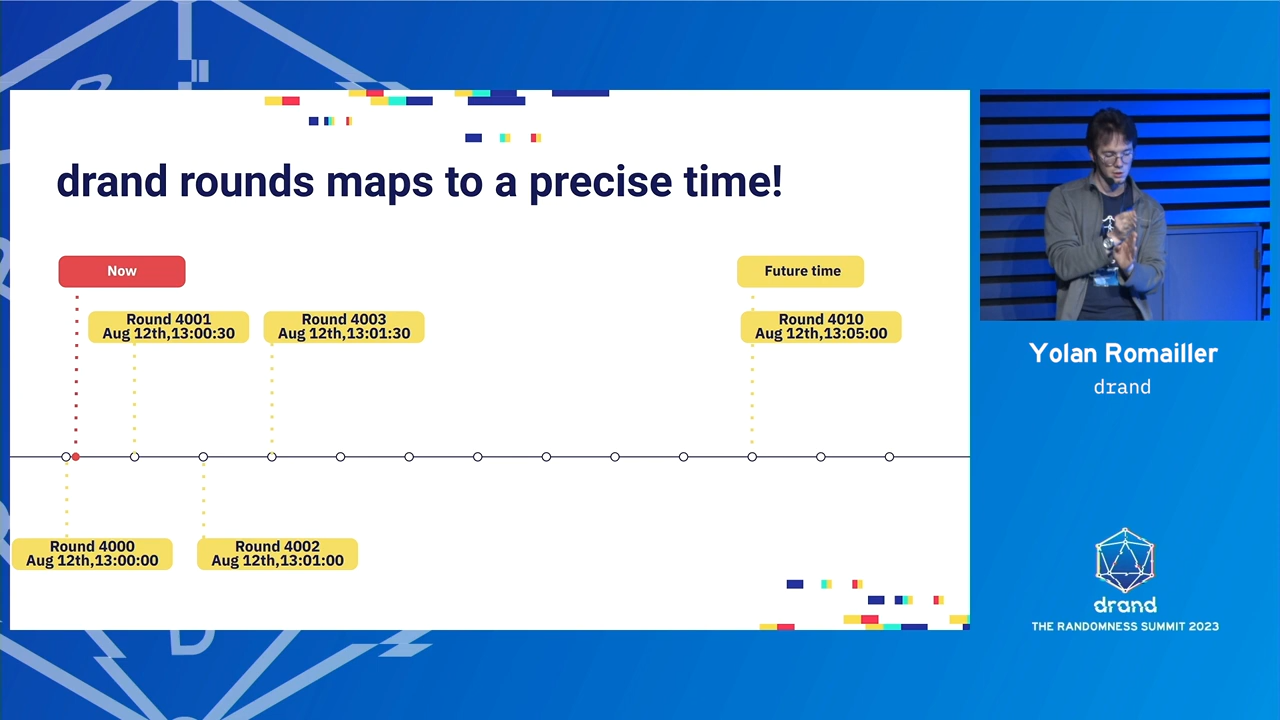 drand rounds maps to a precise time!
Now
Future time
Round 4001
Aug 12th,13:00:30
Round 4003
Aug 12th,13:01:30
Round 4010
Aug 12th,13:05:00
Round 4000
Aug 12th,13:00:00
Round 4002
Aug 12th,13:01:00
Yolan Romailler
drand
drand
THE RANDOMNESS SUMMIT 2023